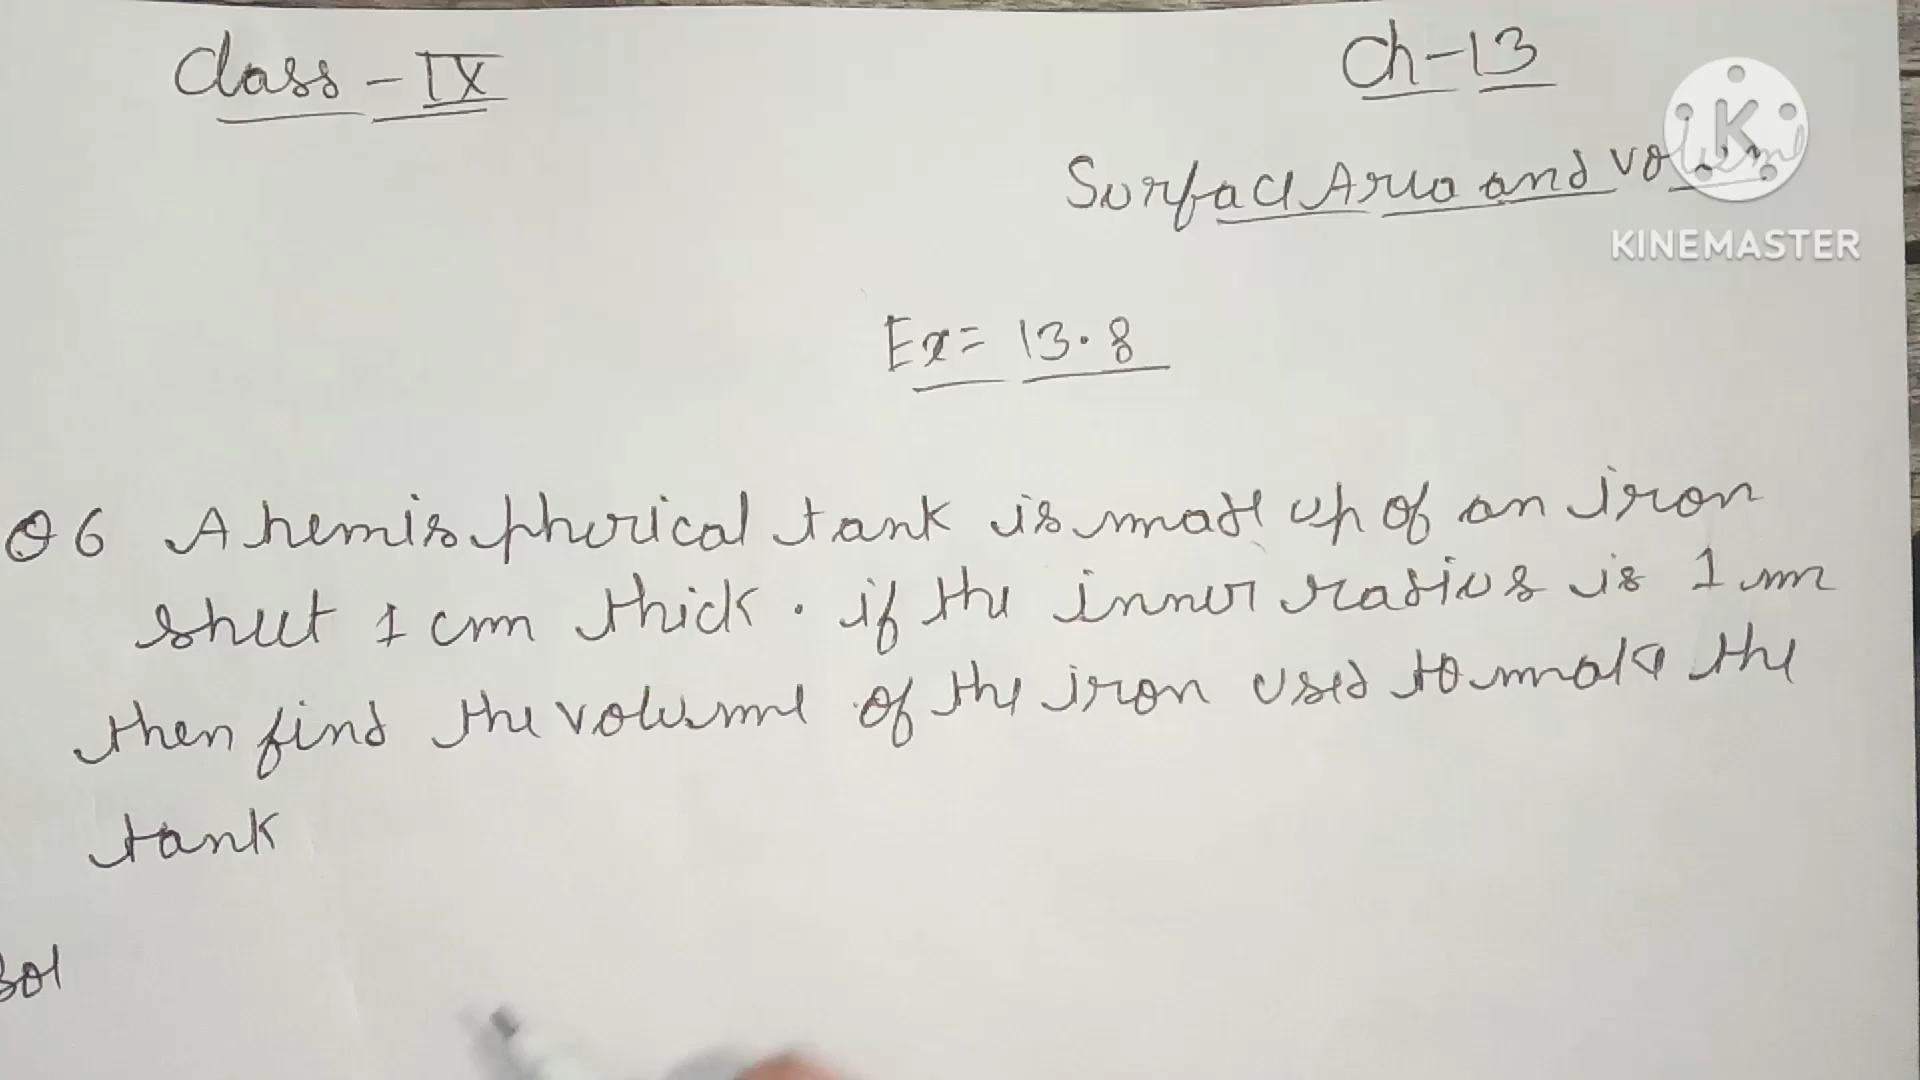 Class - IX
Ch-13
Surface Area and volume
KINEMASTER
Ex = 13.8
Q6 A hemispherical tank is made up of an iron
sheet 1 cm thick. if the inner radius is 1 m
then find the volume of the iron used to make the
tank
Sol